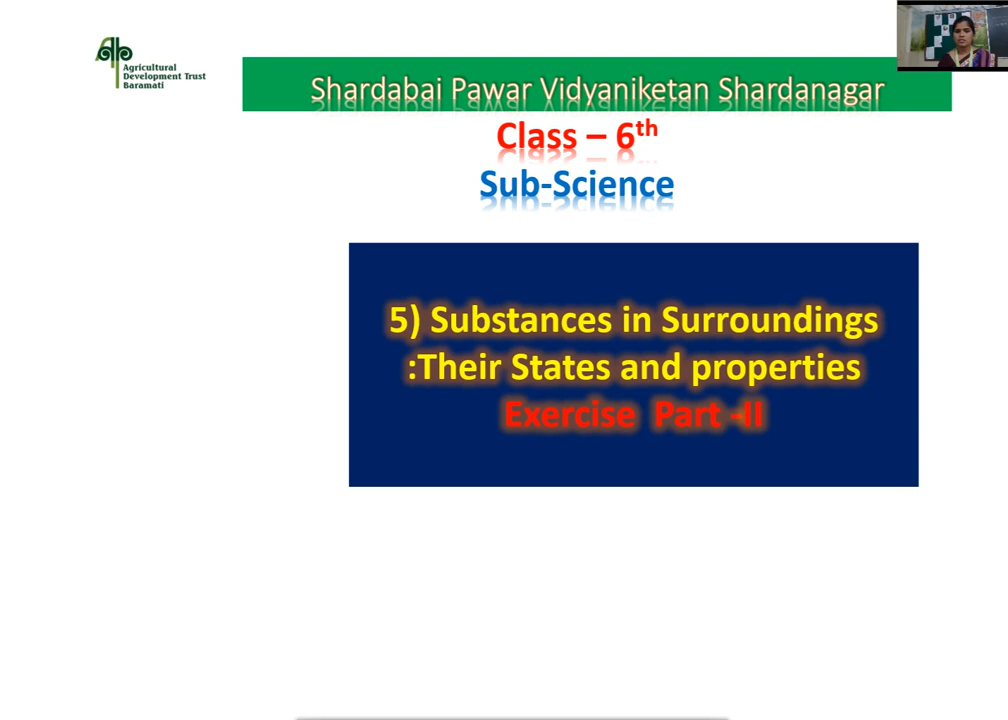 Agricultural
Development Trust
Baramati
Shardabai Pawar Vidyaniketan Shardanagar
Class – 6th
Sub-Science
5) Substances in Surroundings
:Their States and properties
Exercise Part -II